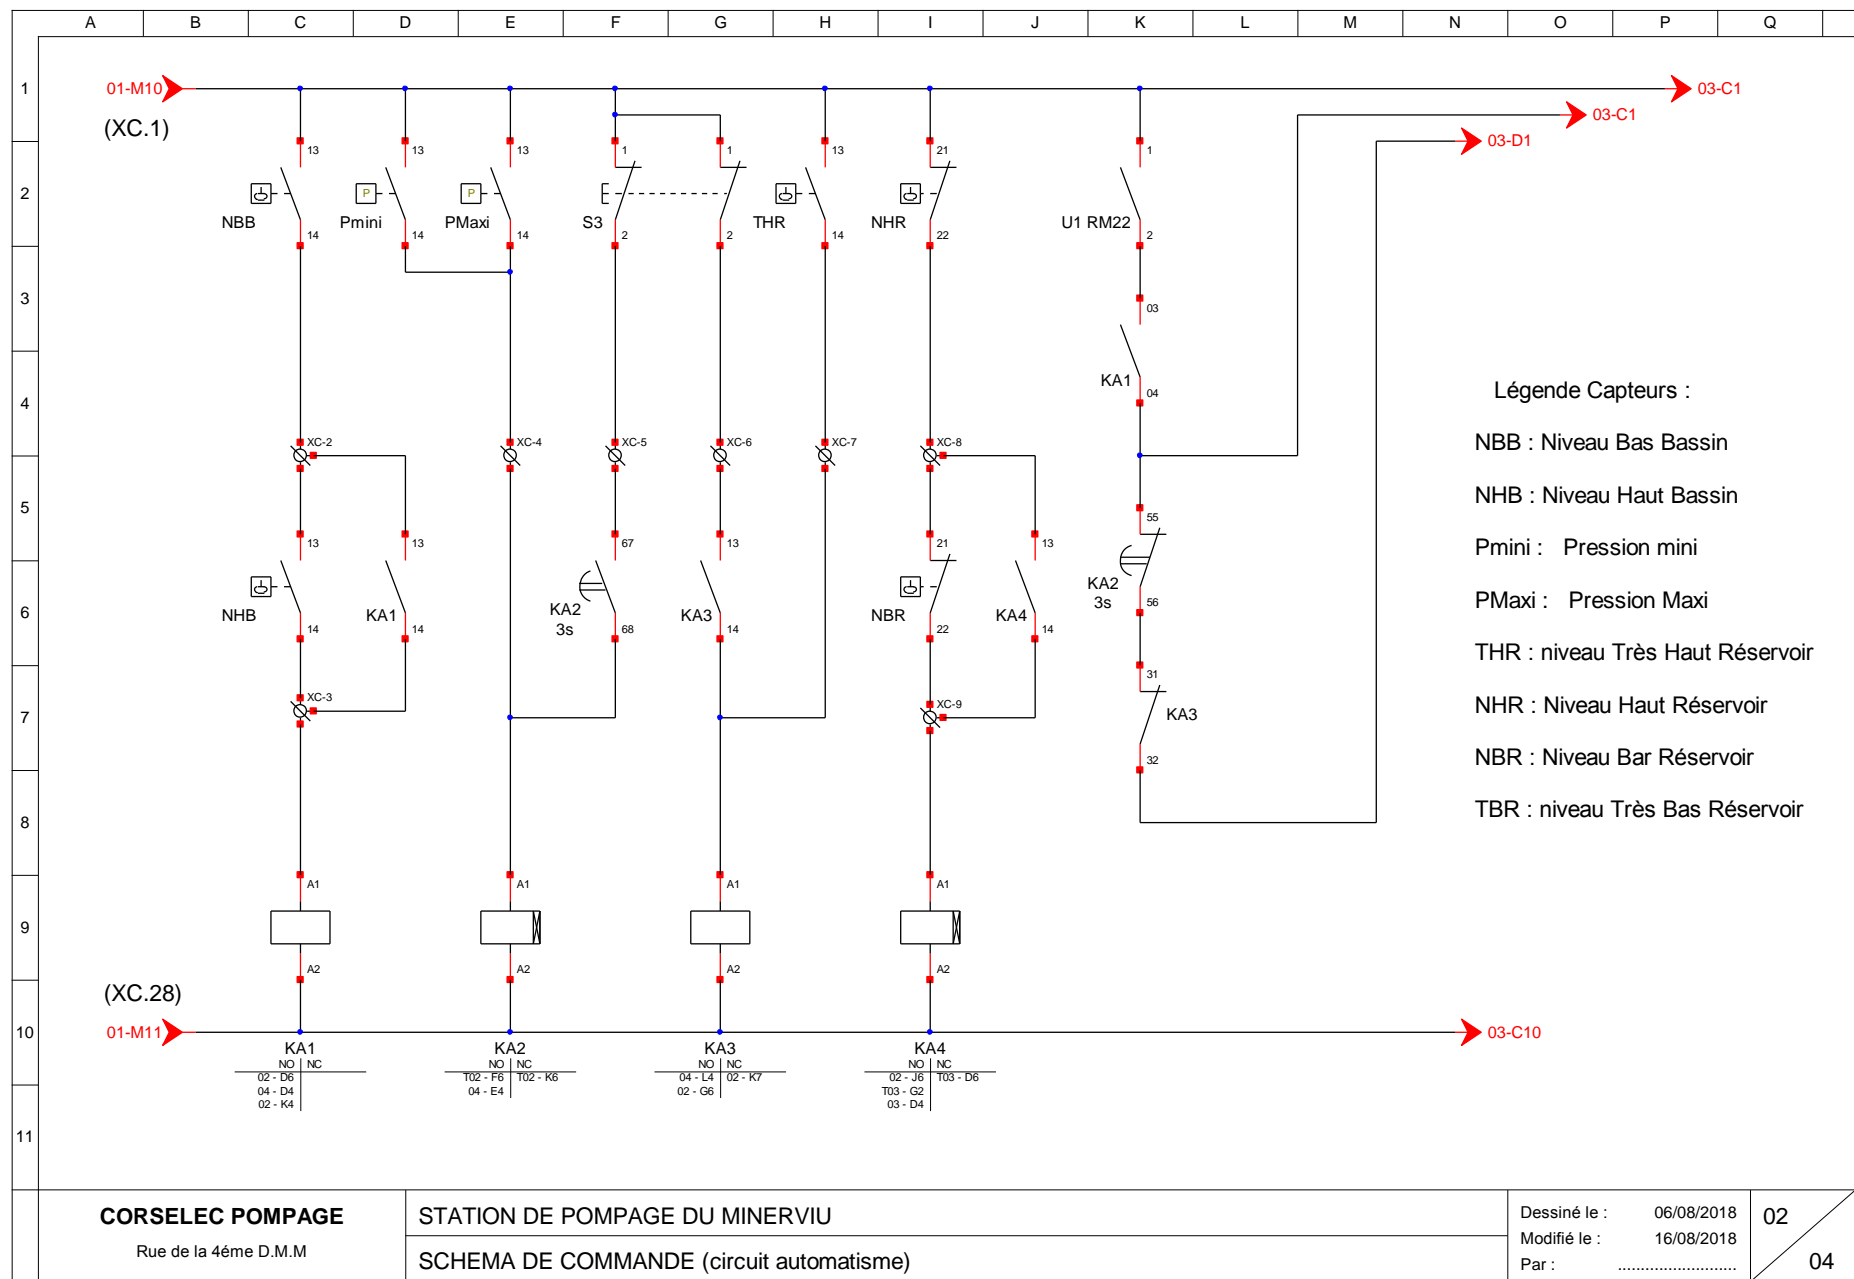 A B C D E F G H I J K L M N O P Q
1
01-M10
03-C1
(XC.1)
03-C1
03-D1
13 13 13 1 1 13 21 1
2
P P
NBB Pmini PMaxi S3 THR NHR U1 RM22
14 14 14 2 2 14 22 2
3
03
KA1
04
4
XC-2 XC-4 XC-5 XC-6 XC-7 XC-8
5
13 13 67 13 21 13 55
6
NHB KA1 KA2 3s KA3 NBR KA4 KA2 3s
14 14 68 14 22 14 56
XC-3 XC-9
7
31
KA3
32
8
Légende Capteurs :
NBB : Niveau Bas Bassin
NHB : Niveau Haut Bassin
Pmini : Pression mini
PMaxi : Pression Maxi
THR : niveau Très Haut Réservoir
NHR : Niveau Haut Réservoir
NBR : Niveau Bar Réservoir
TBR : niveau Très Bas Réservoir
A1 A1 A1 A1
9
A2 A2 A2 A2
(XC.28)
10
01-M11
03-C10
KA1 KA2 KA3 KA4
NO NC NO NC NO NC NO NC
02 - D6 T02 - F6 T02 - K6 04 - L4 02 - K7 02 - J6 T03 - D6
04 - D4 04 - E4 02 - G6 T03 - G2
02 - K4 03 - D4
11
CORSELEC POMPAGE
Rue de la 4éme D.M.M
STATION DE POMPAGE DU MINERVIU
SCHEMA DE COMMANDE (circuit automatisme)
Dessiné le : 06/08/2018
Modifié le : 16/08/2018
Par : ..........................
02
04